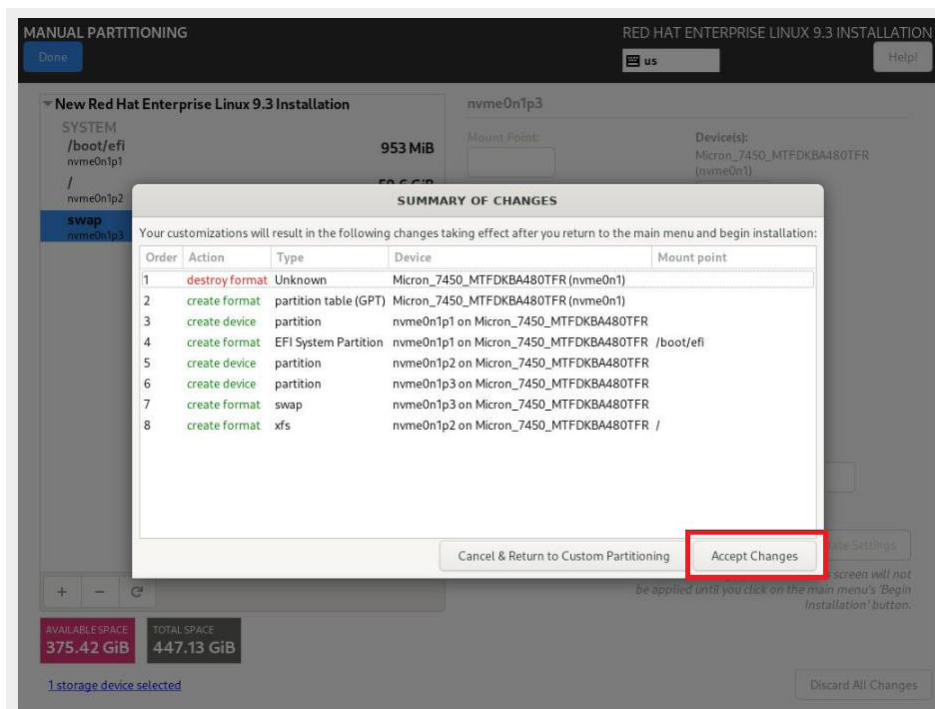 MANUAL PARTITIONING
RED HAT ENTERPRISE LINUX 9.3 INSTALLATION
Done
us
Help!
New Red Hat Enterprise Linux 9.3 Installation
nvme0n1p3
SYSTEM
/boot/efi
953 MiB
nvme0n1p1
Mount Point:
Device(s):
Micron_7450_MTFDKBA480TFR
(nvme0n1)
/
nvme0n1p2
swap
nvme0n1p3
SUMMARY OF CHANGES
Your customizations will result in the following changes taking effect after you return to the main menu and begin installation:
Order Action Type Device Mount point
1 destroy format Unknown Micron_7450_MTFDKBA480TFR (nvme0n1)
2 create format partition table (GPT) Micron_7450_MTFDKBA480TFR (nvme0n1)
3 create device partition nvme0n1p1 on Micron_7450_MTFDKBA480TFR
4 create format EFI System Partition nvme0n1p1 on Micron_7450_MTFDKBA480TFR /boot/efi
5 create device partition nvme0n1p2 on Micron_7450_MTFDKBA480TFR
6 create device partition nvme0n1p3 on Micron_7450_MTFDKBA480TFR
7 create format swap nvme0n1p3 on Micron_7450_MTFDKBA480TFR
8 create format xfs nvme0n1p2 on Micron_7450_MTFDKBA480TFR /
Cancel & Return to Custom Partitioning
Accept Changes
Settings
screen will not
be applied until you click on the main menu's 'Begin
Installation' button.
AVAILABLE SPACE
375.42 GiB
TOTAL SPACE
447.13 GiB
1 storage device selected
Discard All Changes